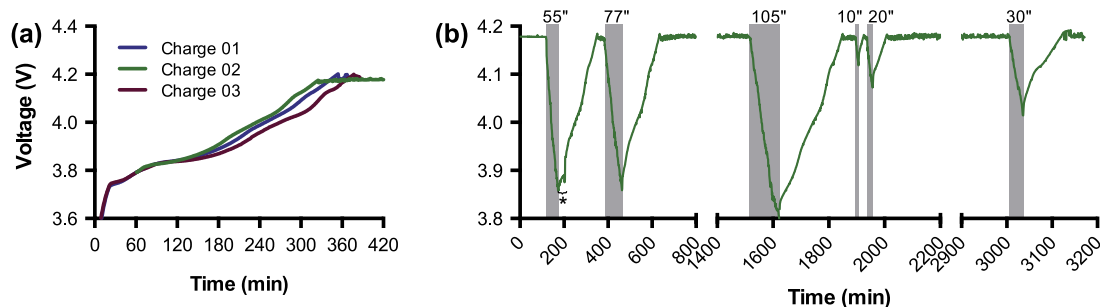 (a)
4.4
4.2
4.0
3.8
3.6
Voltage (V)
Charge 01
Charge 02
Charge 03
0 60 120 180 240 300 360 420
Time (min)
(b)
55" 77" 105" 10" 20" 30"
4.2
4.1
4.0
3.9
3.8
*
0 200 400 600 800 1400 1600 1800 2000 2200 2900 3000 3100 3200
Time (min)